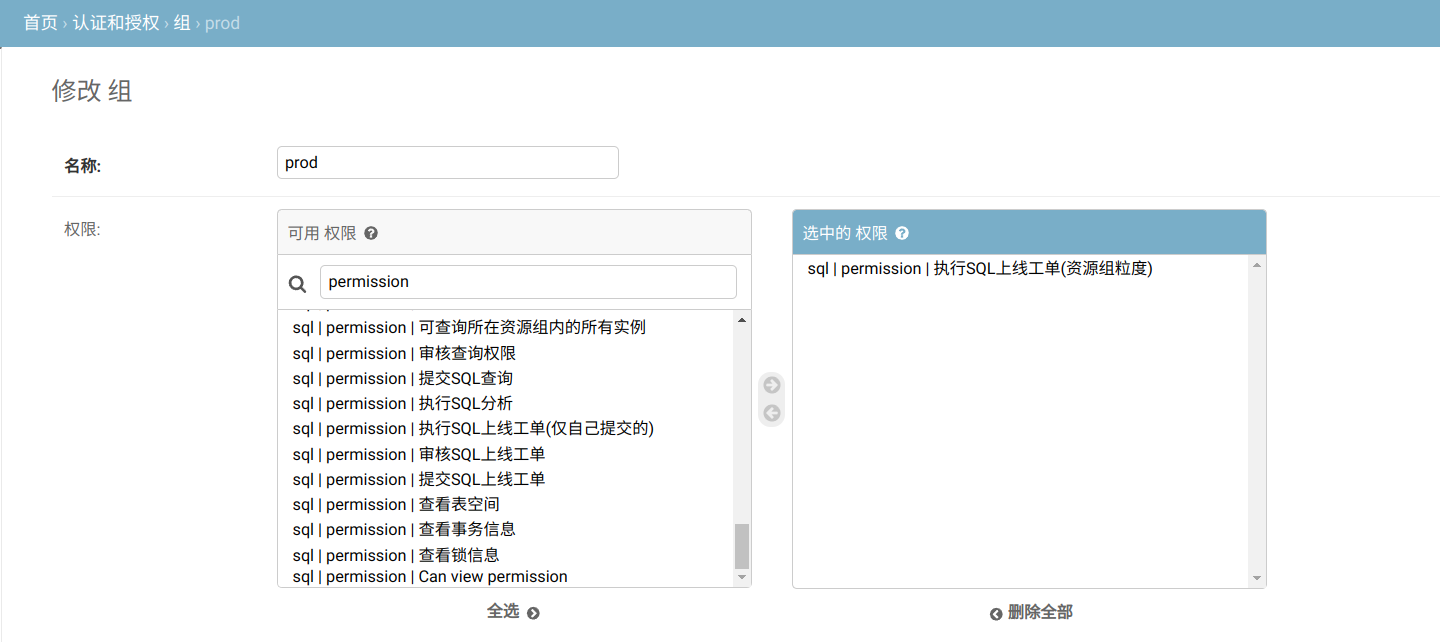 首页 › 认证和授权 › 组 › prod
修改 组
名称:
prod
权限:
可用 权限
permission
sql | permission | 可查询所在资源组内的所有实例
sql | permission | 审核查询权限
sql | permission | 提交SQL查询
sql | permission | 执行SQL分析
sql | permission | 执行SQL上线工单(仅自己提交的)
sql | permission | 审核SQL上线工单
sql | permission | 提交SQL上线工单
sql | permission | 查看表空间
sql | permission | 查看事务信息
sql | permission | 查看锁信息
sql | permission | Can view permission
全选
选中的 权限
sql | permission | 执行SQL上线工单(资源组粒度)
删除全部